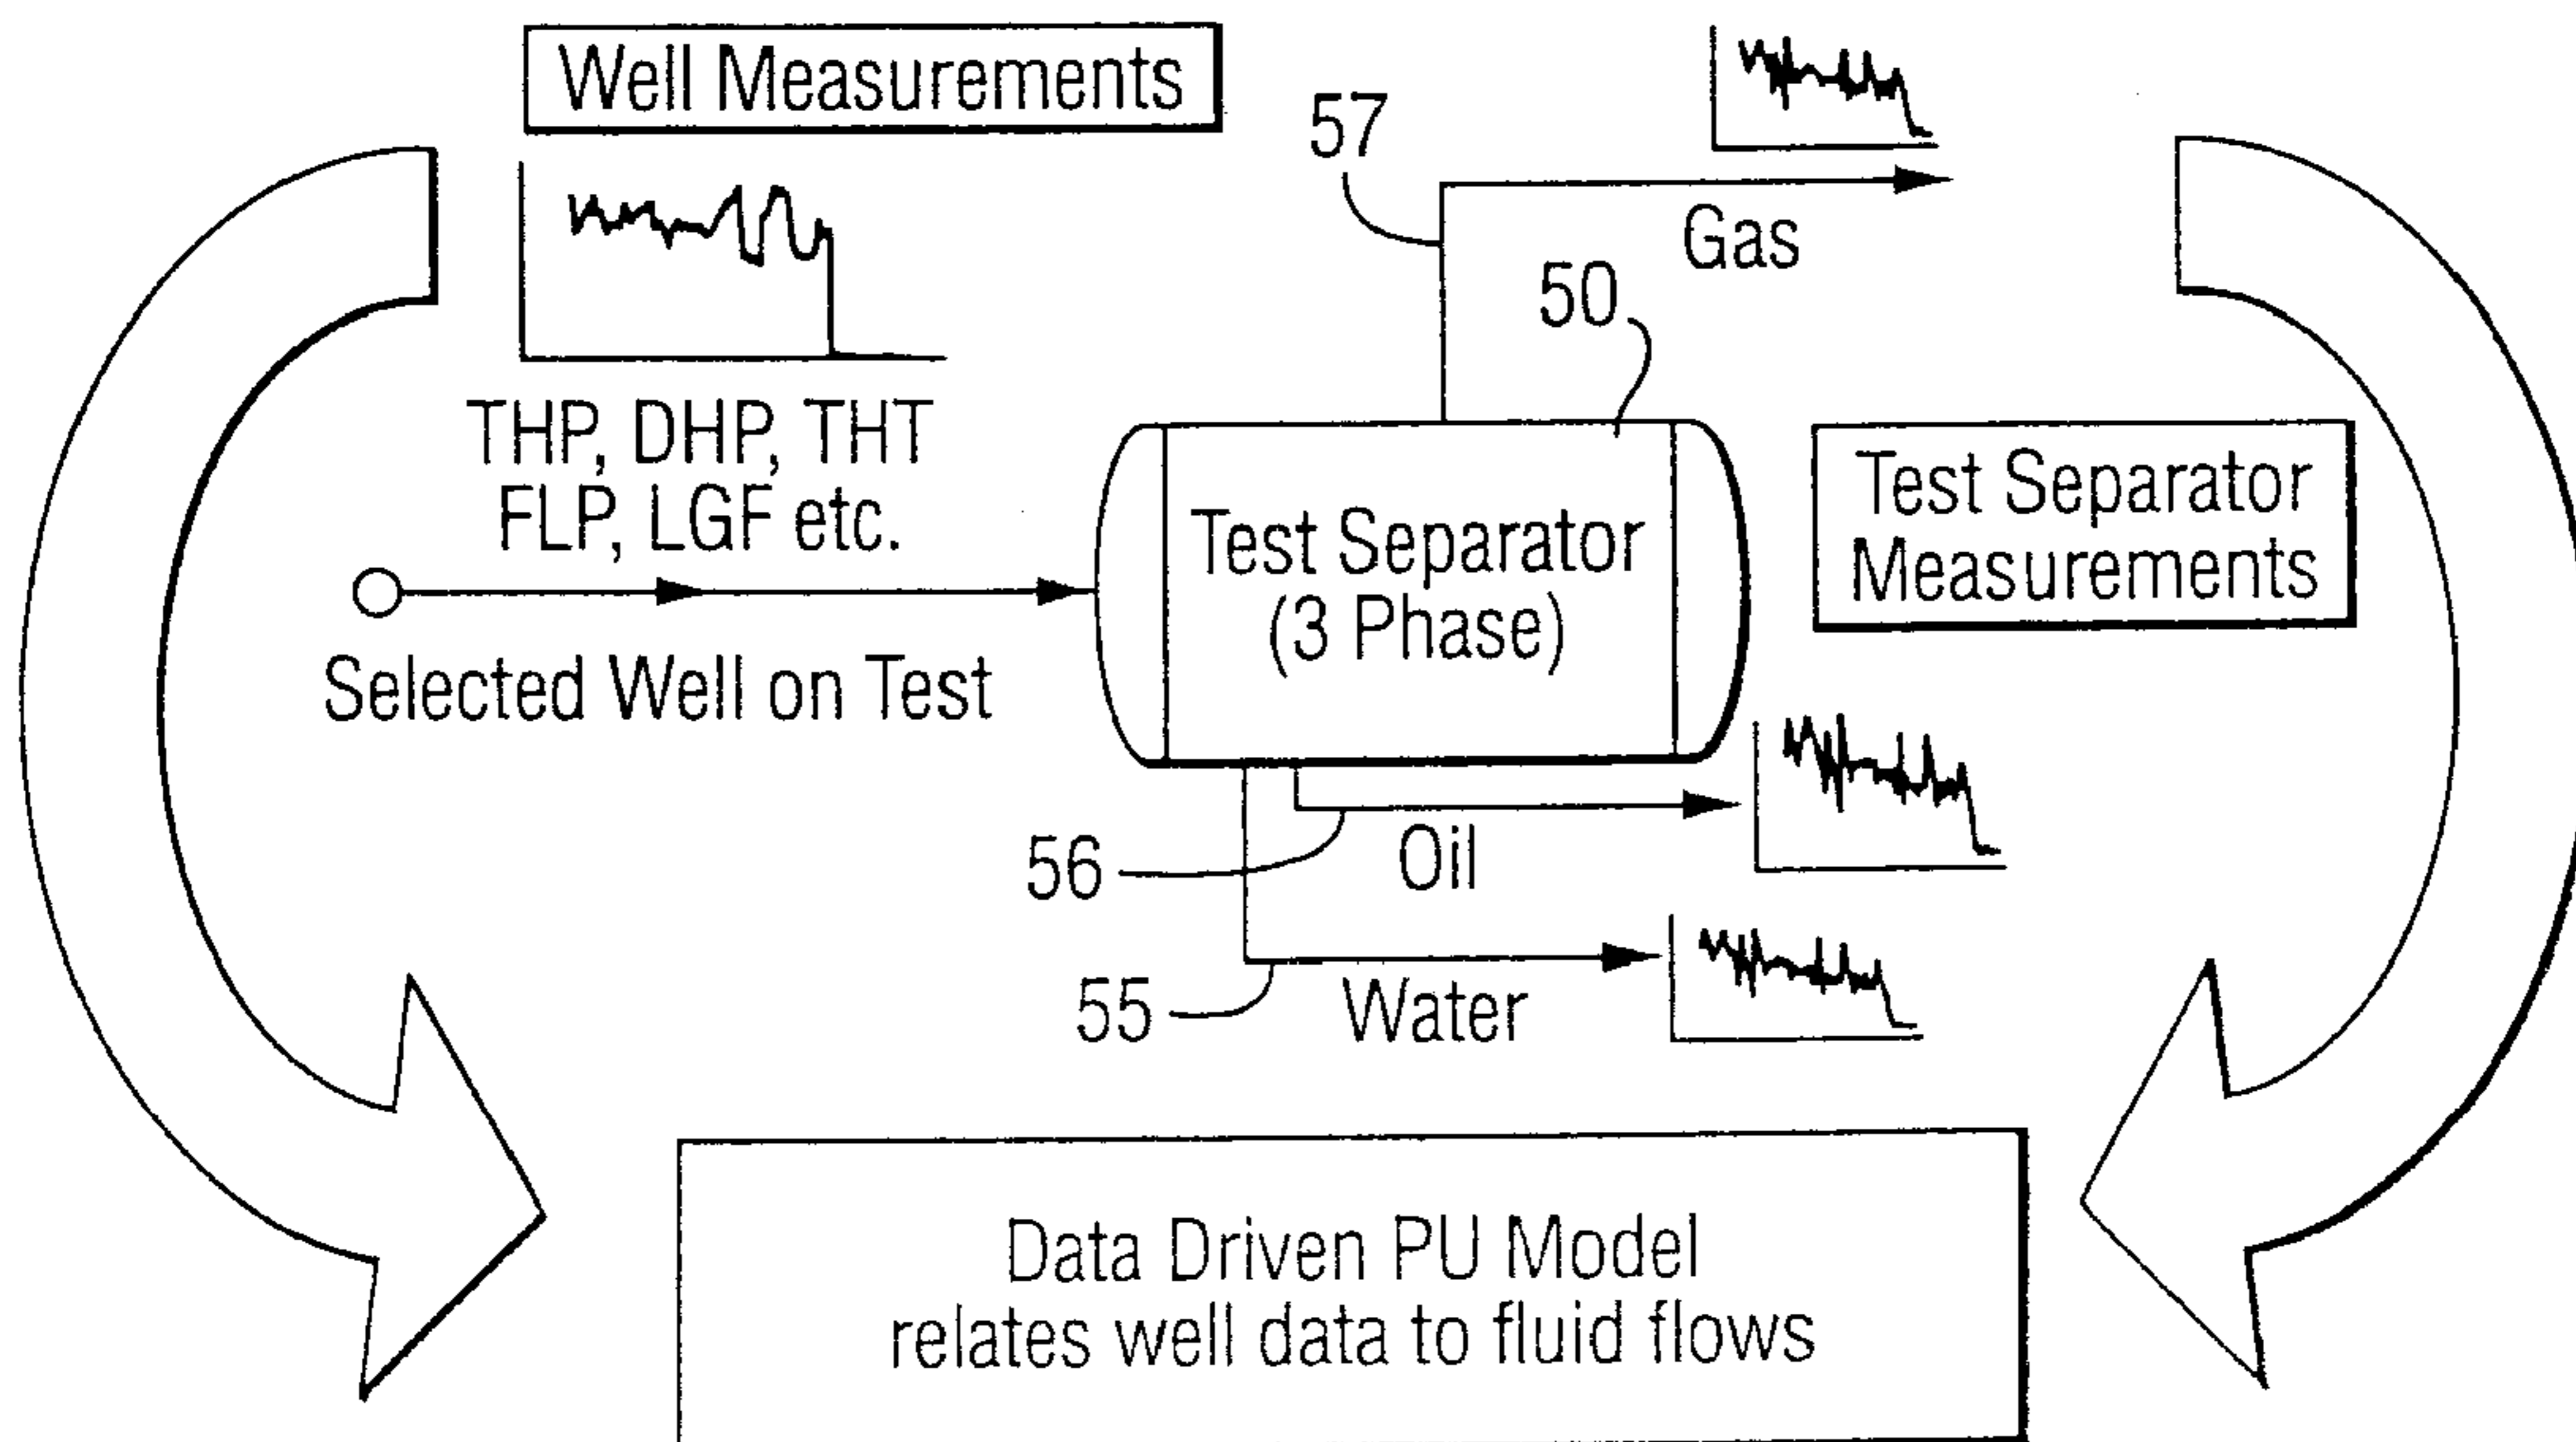 Well Measurements
57
Gas
50
THP, DHP, THT
FLP, LGF etc.
Test Separator
(3 Phase)
Test Separator
Measurements
Selected Well on Test
56
Oil
55
Water
Data Driven PU Model
relates well data to fluid flows